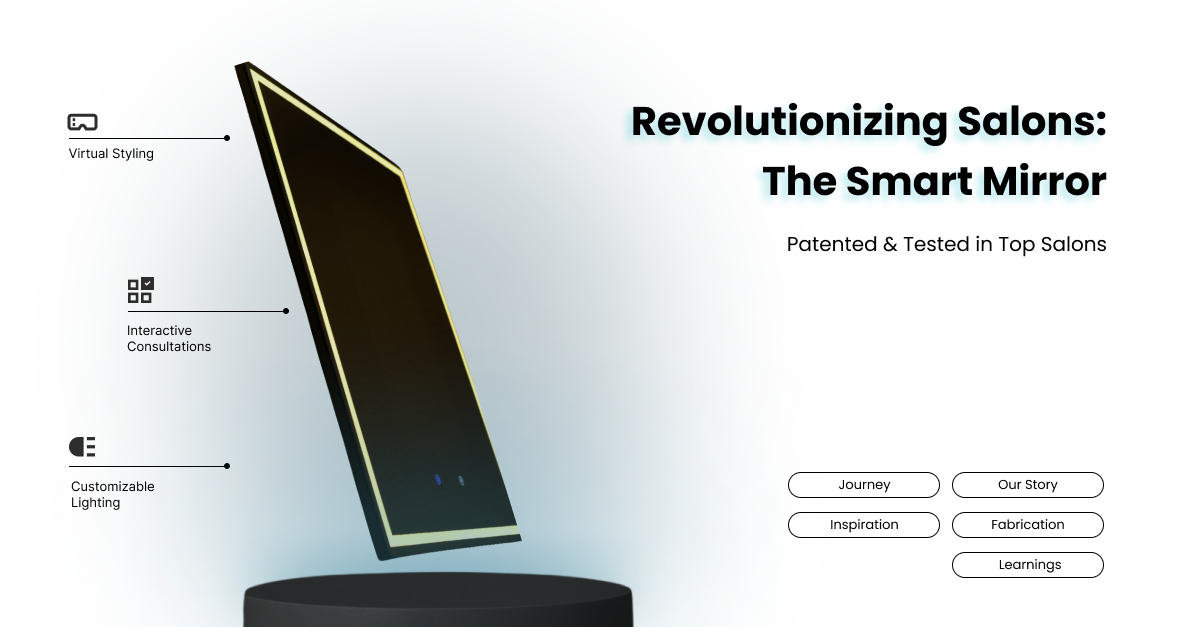 Revolutionizing Salons:
The Smart Mirror
Patented & Tested in Top Salons
Virtual Styling
Interactive
Consultations
Customizable
Lighting
Journey
Our Story
Inspiration
Fabrication
Learnings